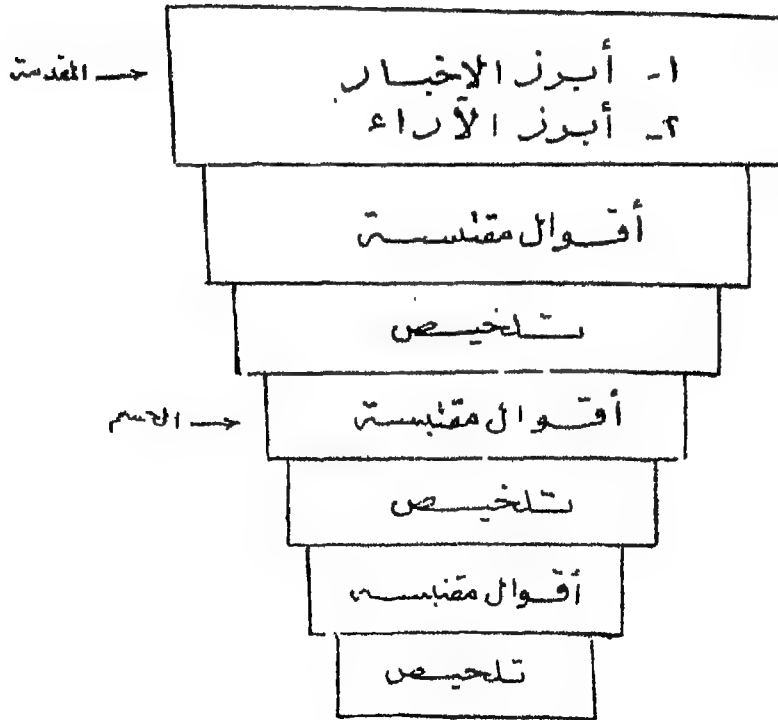 ١- أبرز الاخبار
المقدمة
٢- أبرز الآراء
أقوال مقتبسة
تلخيص
أقوال مقتبسة
الجسم
تلخيص
أقوال مقتبسة
تلخيص